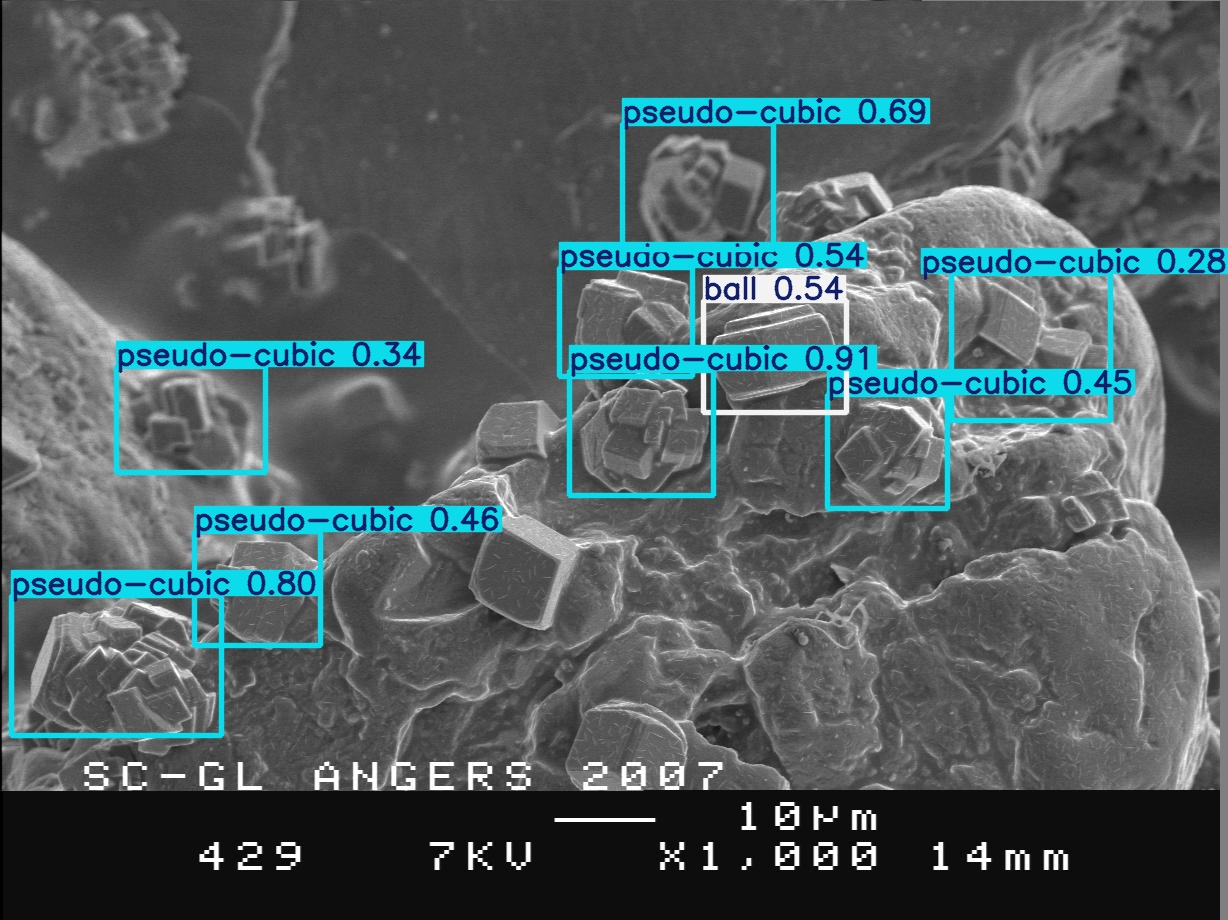 pseudo-cubic 0.69
pseudo-cubic 0.54
pseudo-cubic 0.28
ball 0.54
pseudo-cubic 0.34
pseudo-cubic 0.91
pseudo-cubic 0.45
pseudo-cubic 0.46
pseudo-cubic 0.80
SC-GL ANGERS 2007
10µm
429 7KV X1,000 14mm